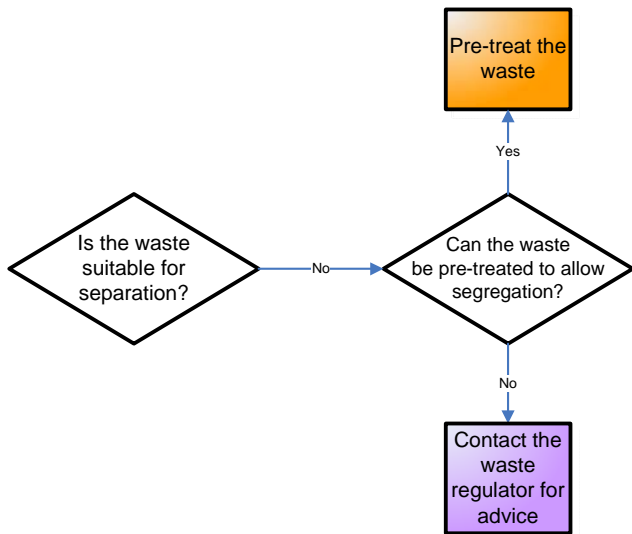 Pre-treat the
waste
Yes
Is the waste
suitable for
separation?
No
Can the waste
be pre-treated to allow
segregation?
No
Contact the
waste
regulator for
advice